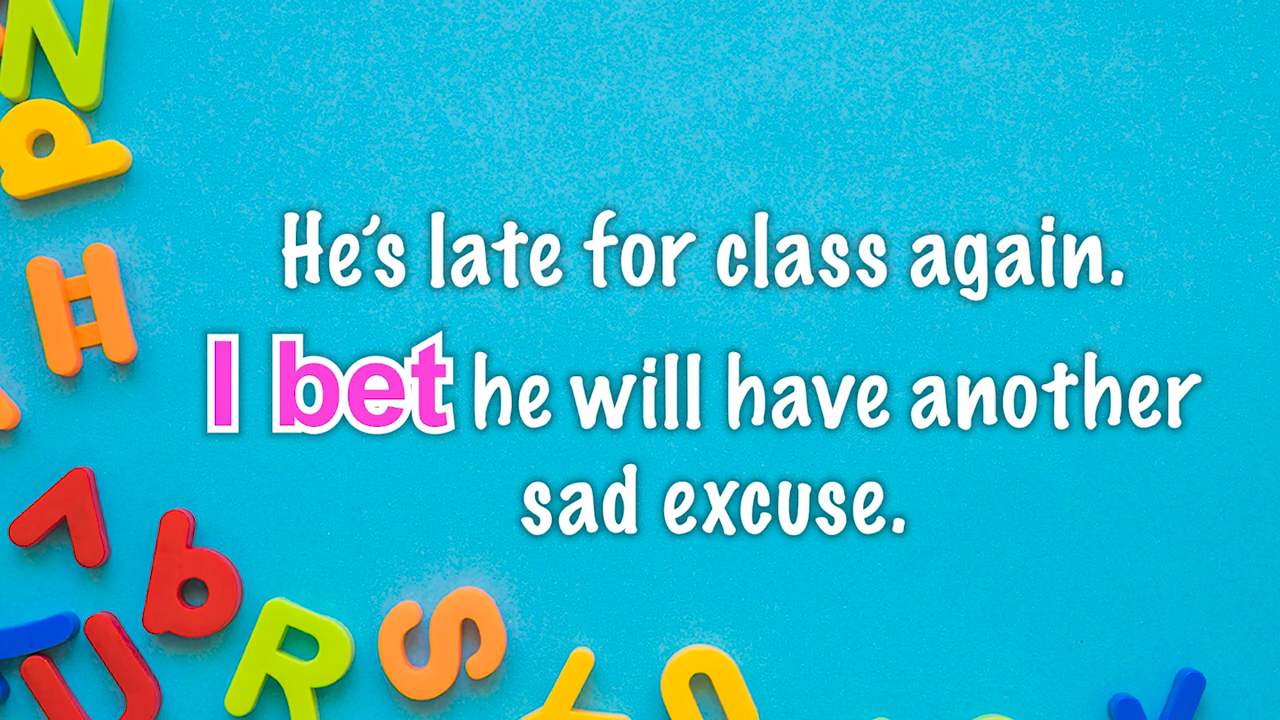 He's late for class again.
I bet he will have another
sad excuse.